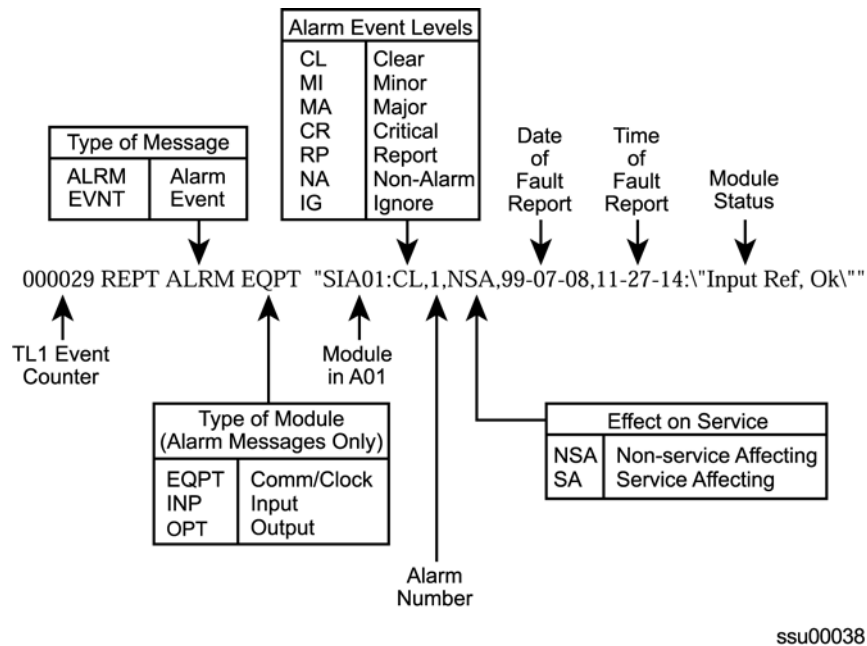 Alarm Event Levels
CL Clear
MI Minor
MA Major
CR Critical
RP Report
NA Non-Alarm
IG Ignore
Type of Message
ALRM Alarm
EVNT Event
Date
of
Fault
Report
Time
of
Fault
Report
Module
Status
000029 REPT ALRM EQPT "SIA01:CL,1,NSA,99-07-08,11-27-14:\"Input Ref, Ok\""
TL1 Event
Counter
Module
in A01
Type of Module
(Alarm Messages Only)
EQPT Comm/Clock
INP Input
OPT Output
Effect on Service
NSA Non-service Affecting
SA Service Affecting
Alarm
Number
ssu00038